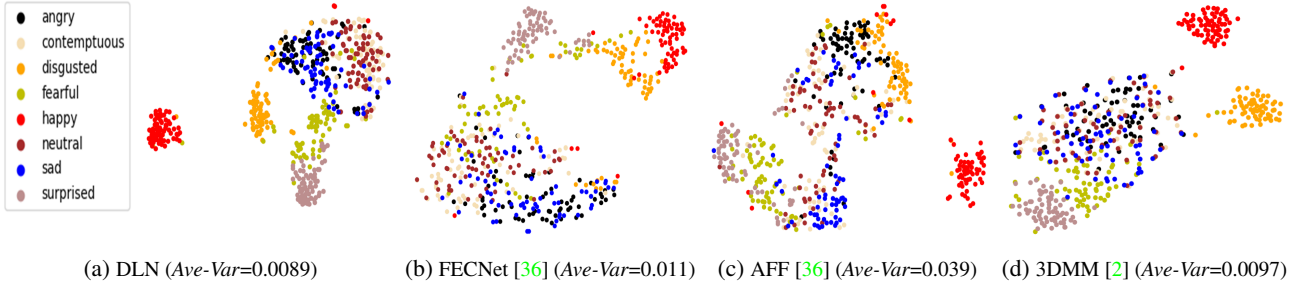 angry
contemptuous
disgusted
fearful
happy
neutral
sad
surprised
(a) DLN (Ave-Var=0.0089)
(b) FECNet [36] (Ave-Var=0.011)
(c) AFF [36] (Ave-Var=0.039)
(d) 3DMM [2] (Ave-Var=0.0097)